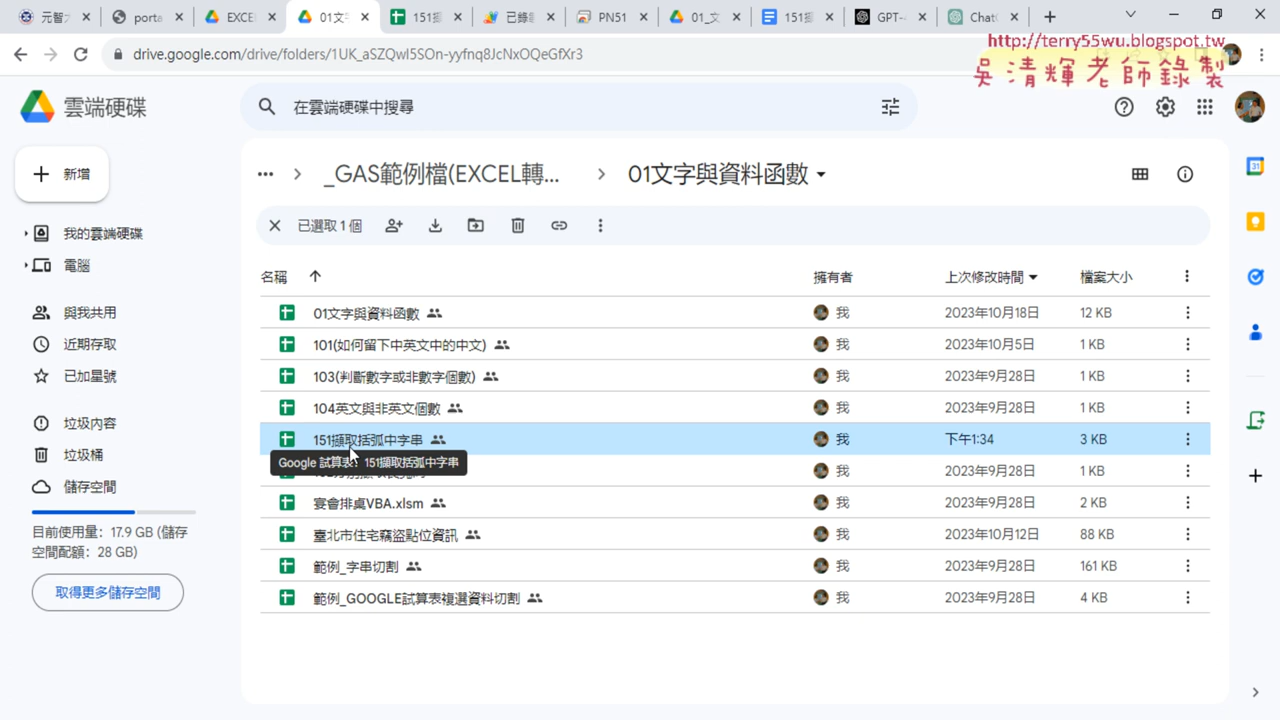 元智大
porta
EXCE
01文字
151擷
已錄製
PN51
01_文
151擷
GPT-
ChatG
drive.google.com/drive/folders/1UK_aSZQwI5SOn-yyfnq8JcNxOQeGfXr3
http://terry55wu.blogspot.tw
吳清輝老師錄製
雲端硬碟
在雲端硬碟中搜尋
新增
_GAS範例檔(EXCEL轉...
01文字與資料函數
已選取 1 個
我的雲端硬碟
電腦
與我共用
近期存取
已加星號
垃圾內容
垃圾桶
儲存空間
目前使用量：17.9 GB (儲存
空間配額：28 GB)
取得更多儲存空間
名稱 擁有者 上次修改時間 檔案大小
01文字與資料函數 我 2023年10月18日 12 KB
101(如何留下中英文中的中文) 我 2023年10月5日 1 KB
103(判斷數字或非數字個數) 我 2023年9月28日 1 KB
104英文與非英文個數 我 2023年9月28日 1 KB
151擷取括弧中字串 我 下午1:34 3 KB
Google 試算表：151擷取括弧中字串
我 2023年9月28日 1 KB
宴會排桌VBA.xlsm 我 2023年9月28日 2 KB
臺北市住宅竊盜點位資訊 我 2023年10月12日 88 KB
範例_字串切割 我 2023年9月28日 161 KB
範例_GOOGLE試算表複選資料切割 我 2023年9月28日 4 KB
31